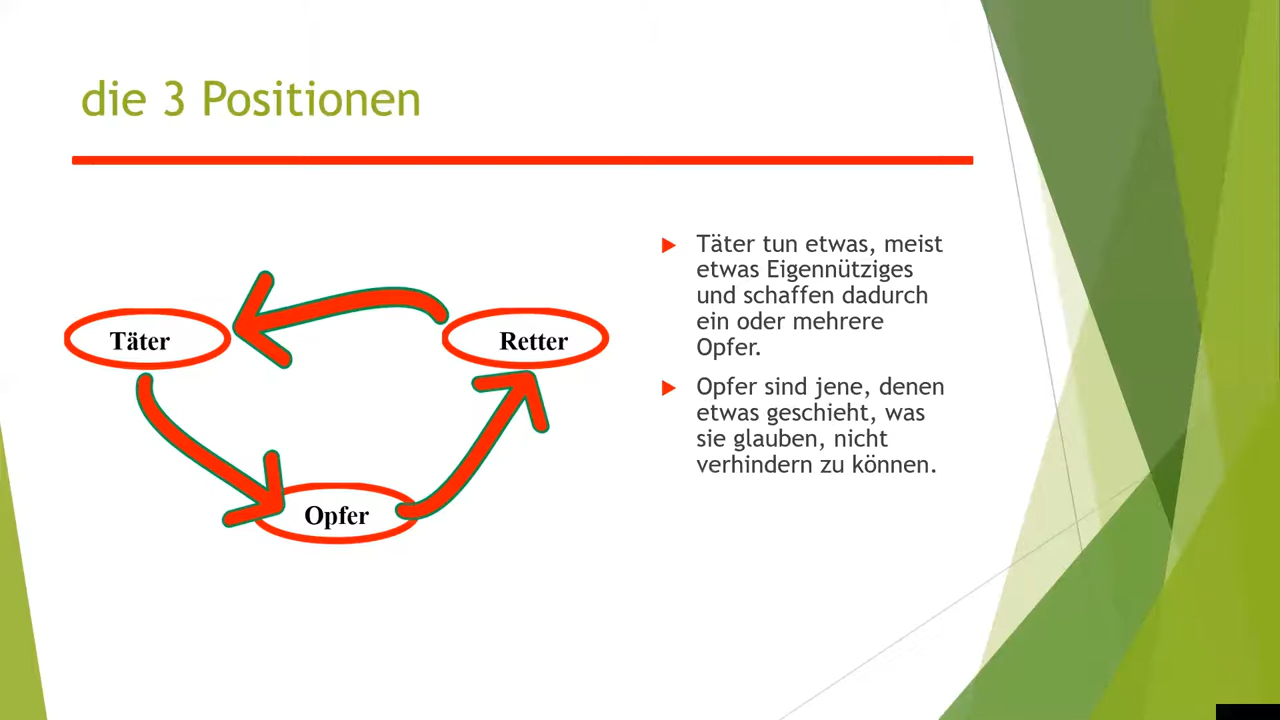 die 3 Positionen
Täter
Retter
Opfer
Täter tun etwas, meist
etwas Eigennütziges
und schaffen dadurch
ein oder mehrere
Opfer.
Opfer sind jene, denen
etwas geschieht, was
sie glauben, nicht
verhindern zu können.